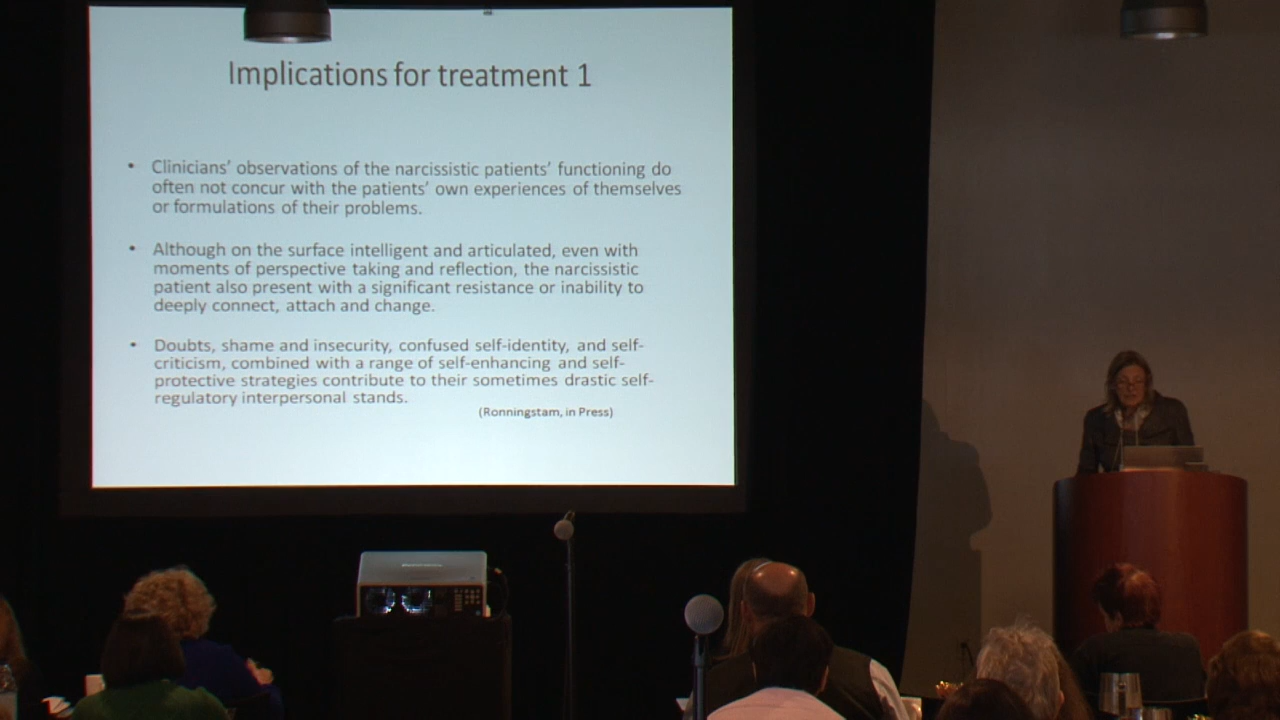 Implications for treatment 1
• Clinicians' observations of the narcissistic patients' functioning do
often not concur with the patients' own experiences of themselves
or formulations of their problems.
• Although on the surface intelligent and articulated, even with
moments of perspective taking and reflection, the narcissistic
patient also present with a significant resistance or inability to
deeply connect, attach and change.
• Doubts, shame and insecurity, confused self-identity, and self-
criticism, combined with a range of self-enhancing and self-
protective strategies contribute to their sometimes drastic self-
regulatory interpersonal stands.
(Ronningstam, in Press)